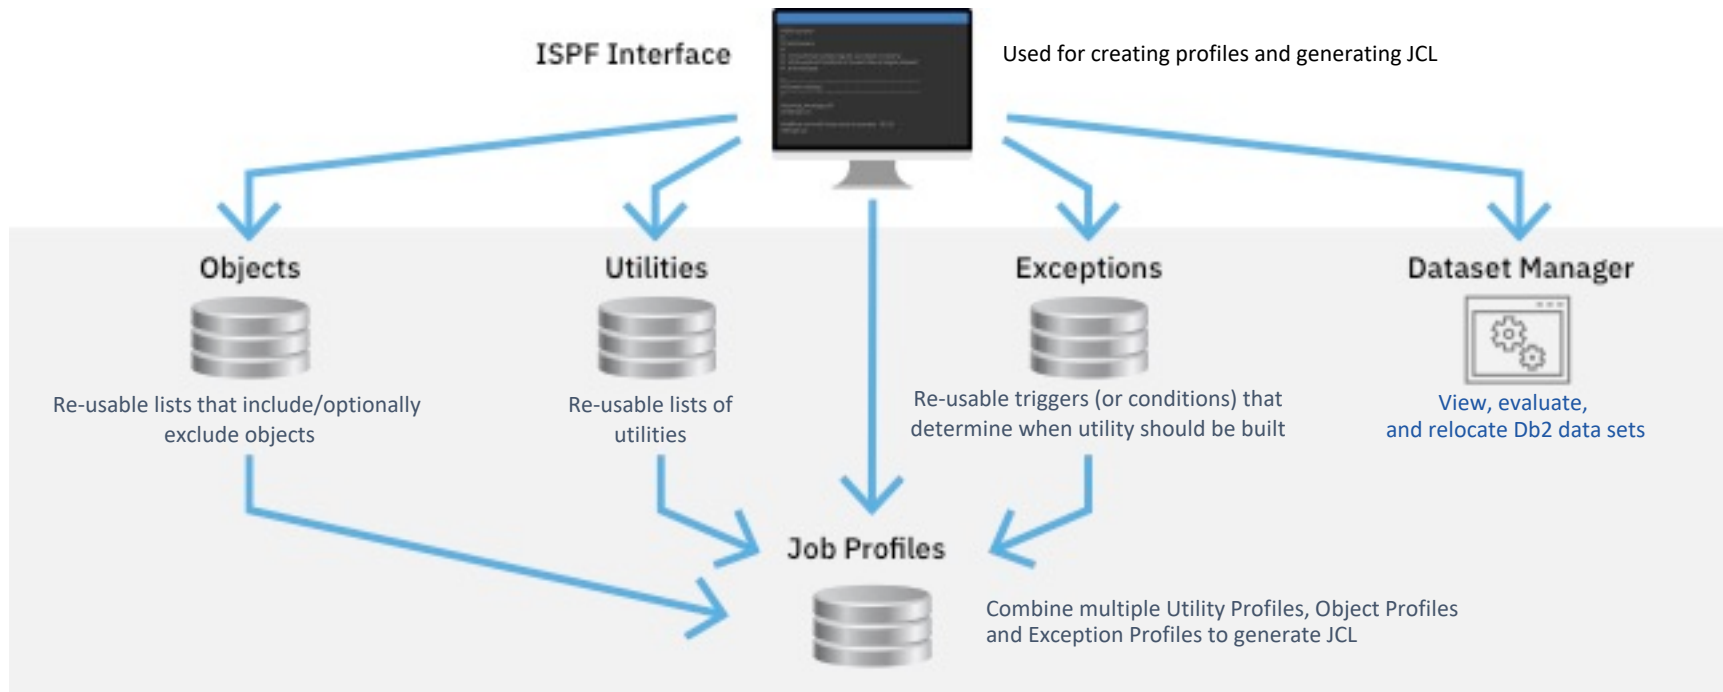 ISPF Interface
Used for creating profiles and generating JCL
Objects
Re-usable lists that include/optionally
exclude objects
Utilities
Re-usable lists of
utilities
Exceptions
Re-usable triggers (or conditions) that
determine when utility should be built
Dataset Manager
View, evaluate,
and relocate Db2 data sets
Job Profiles
Combine multiple Utility Profiles, Object Profiles
and Exception Profiles to generate JCL